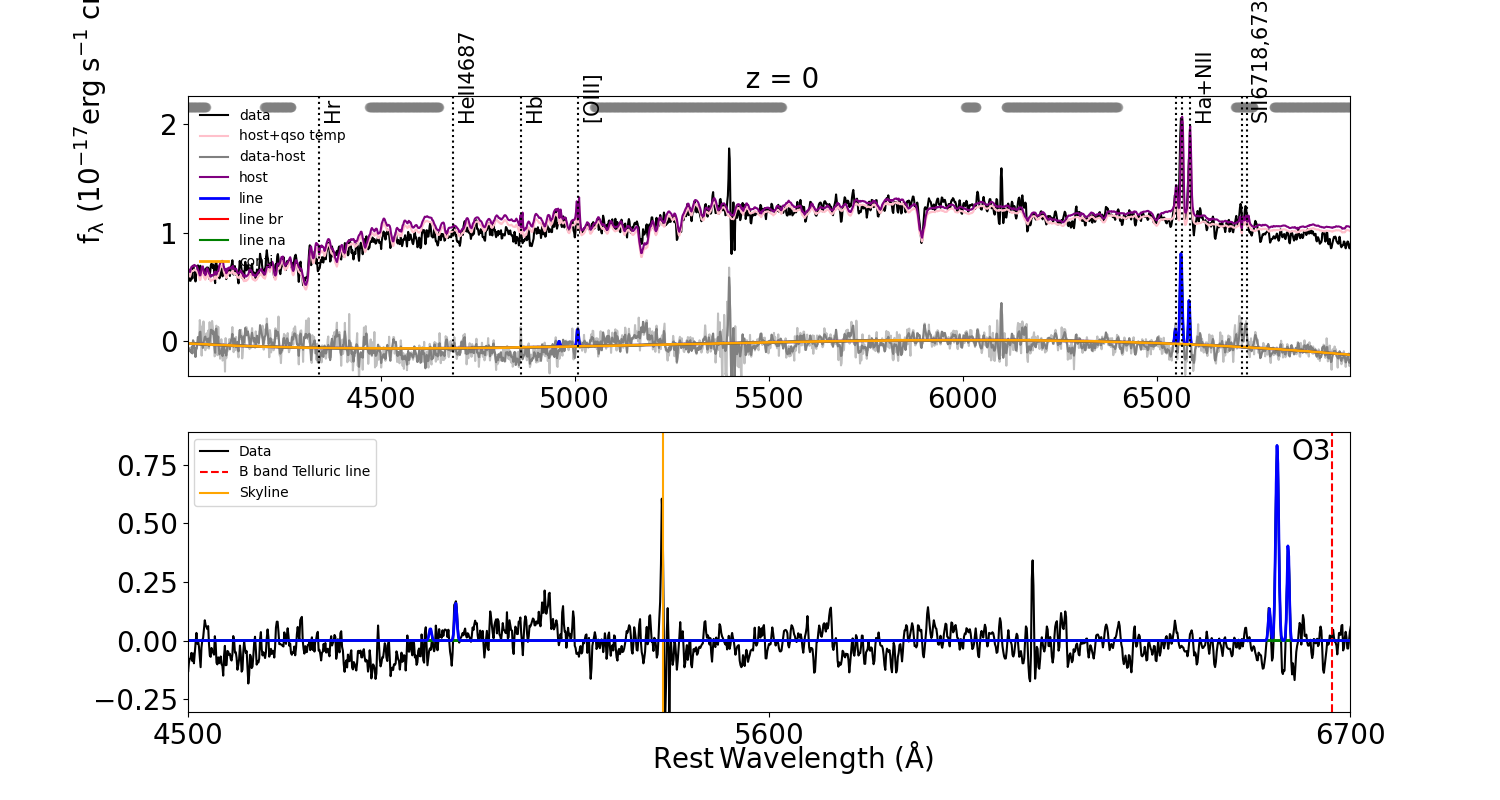 z = 0
Hr
HeII4687
Hb
[OIII]
Ha+NII
SII6718,673
fλ (10−17erg s−1 c
data
host+qso temp
data-host
host
line
line br
line na
conti
2
1
0
4500
5000
5500
6000
6500
Data
B band Telluric line
Skyline
O3
0.75
0.50
0.25
0.00
−0.25
4500
5600
6700
Rest Wavelength (Å)